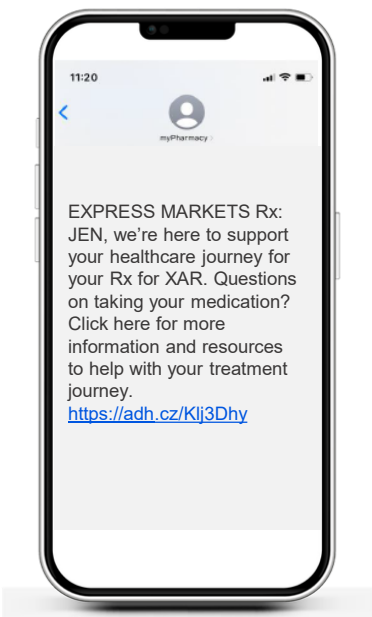 11:20
myPharmacy
EXPRESS MARKETS Rx:
JEN, we’re here to support
your healthcare journey for
your Rx for XAR. Questions
on taking your medication?
Click here for more
information and resources
to help with your treatment
journey.
https://adh.cz/Klj3Dhy